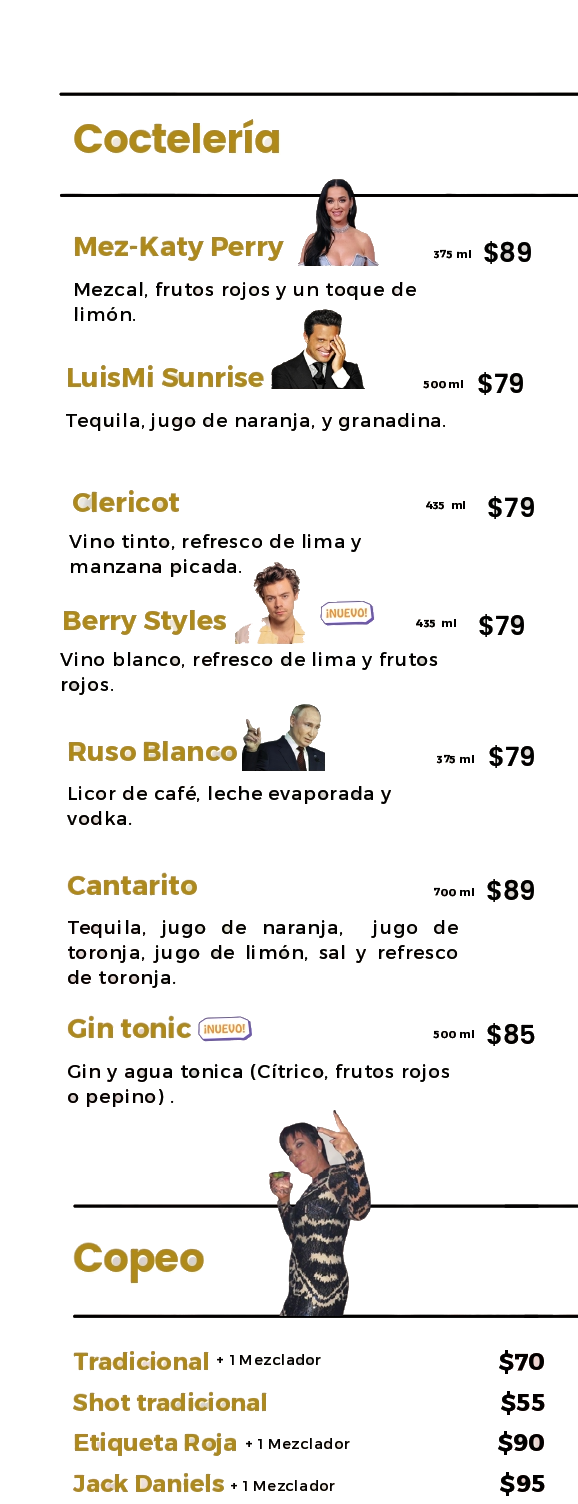 Coctelería
Mez-Katy Perry 375 ml $89
Mezcal, frutos rojos y un toque de
limón.
LuisMi Sunrise 500 ml $79
Tequila, jugo de naranja, y granadina.
Clericot 435 ml $79
Vino tinto, refresco de lima y
manzana picada.
Berry Styles ¡NUEVO! 435 ml $79
Vino blanco, refresco de lima y frutos
rojos.
Ruso Blanco 375 ml $79
Licor de café, leche evaporada y
vodka.
Cantarito 700 ml $89
Tequila, jugo de naranja, jugo de
toronja, jugo de limón, sal y refresco
de toronja.
Gin tonic ¡NUEVO! 500 ml $85
Gin y agua tonica (Cítrico, frutos rojos
o pepino) .
Copeo
Tradicional + 1 Mezclador $70
Shot tradicional $55
Etiqueta Roja + 1 Mezclador $90
Jack Daniels + 1 Mezclador $95